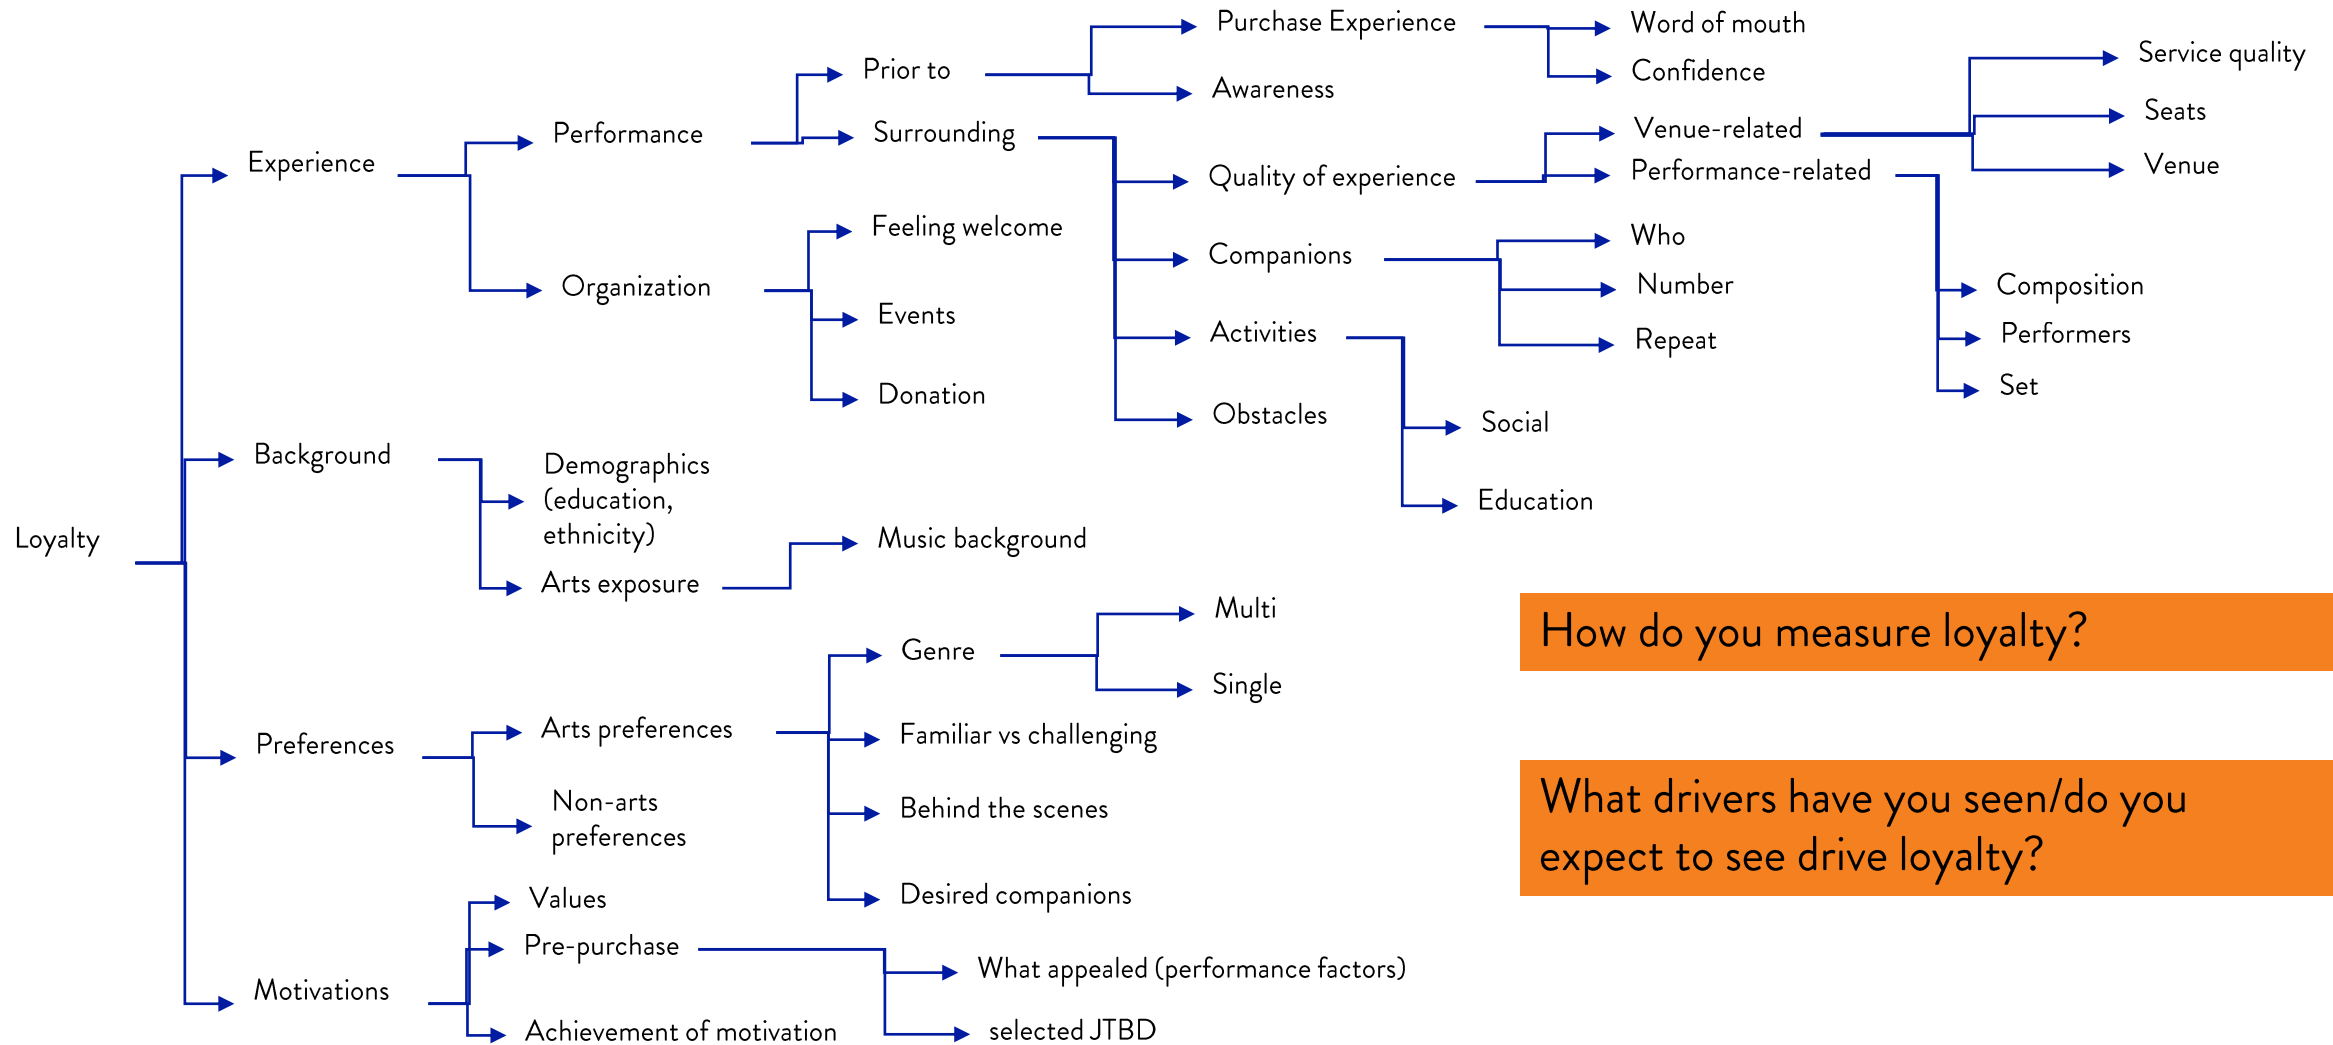 Purchase Experience
Word of mouth
Service quality
Prior to
Confidence
Awareness
Seats
Performance
Surrounding
Venue-related
Experience
Quality of experience
Performance-related
Venue
Feeling welcome
Who
Companions
Organization
Number
Composition
Events
Activities
Repeat
Performers
Donation
Obstacles
Social
Set
Background
Demographics
(education,
ethnicity)
Education
Loyalty
Music background
Arts exposure
Multi
How do you measure loyalty?
Genre
Single
Preferences
Arts preferences
Familiar vs challenging
Non-arts
preferences
Behind the scenes
What drivers have you seen/do you
expect to see drive loyalty?
Values
Desired companions
Pre-purchase
What appealed (performance factors)
Motivations
Achievement of motivation
selected JTBD